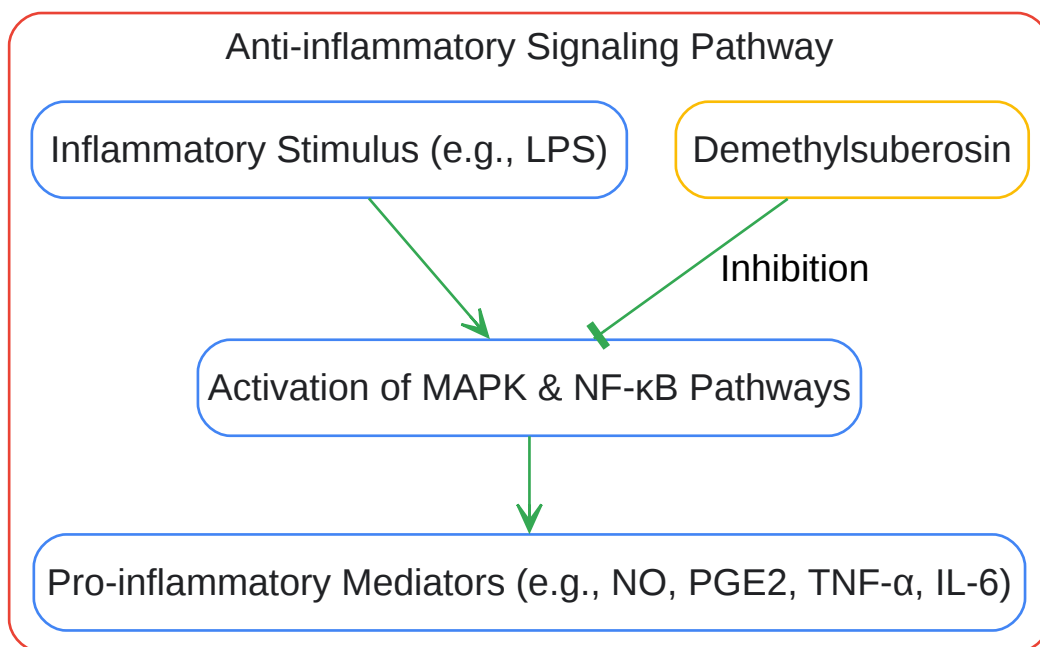 Anti-inflammatory Signaling Pathway
Inflammatory Stimulus (e.g., LPS)
Demethylsuberosin
Inhibition
Activation of MAPK & NF-κB Pathways
Pro-inflammatory Mediators (e.g., NO, PGE2, TNF-α, IL-6)